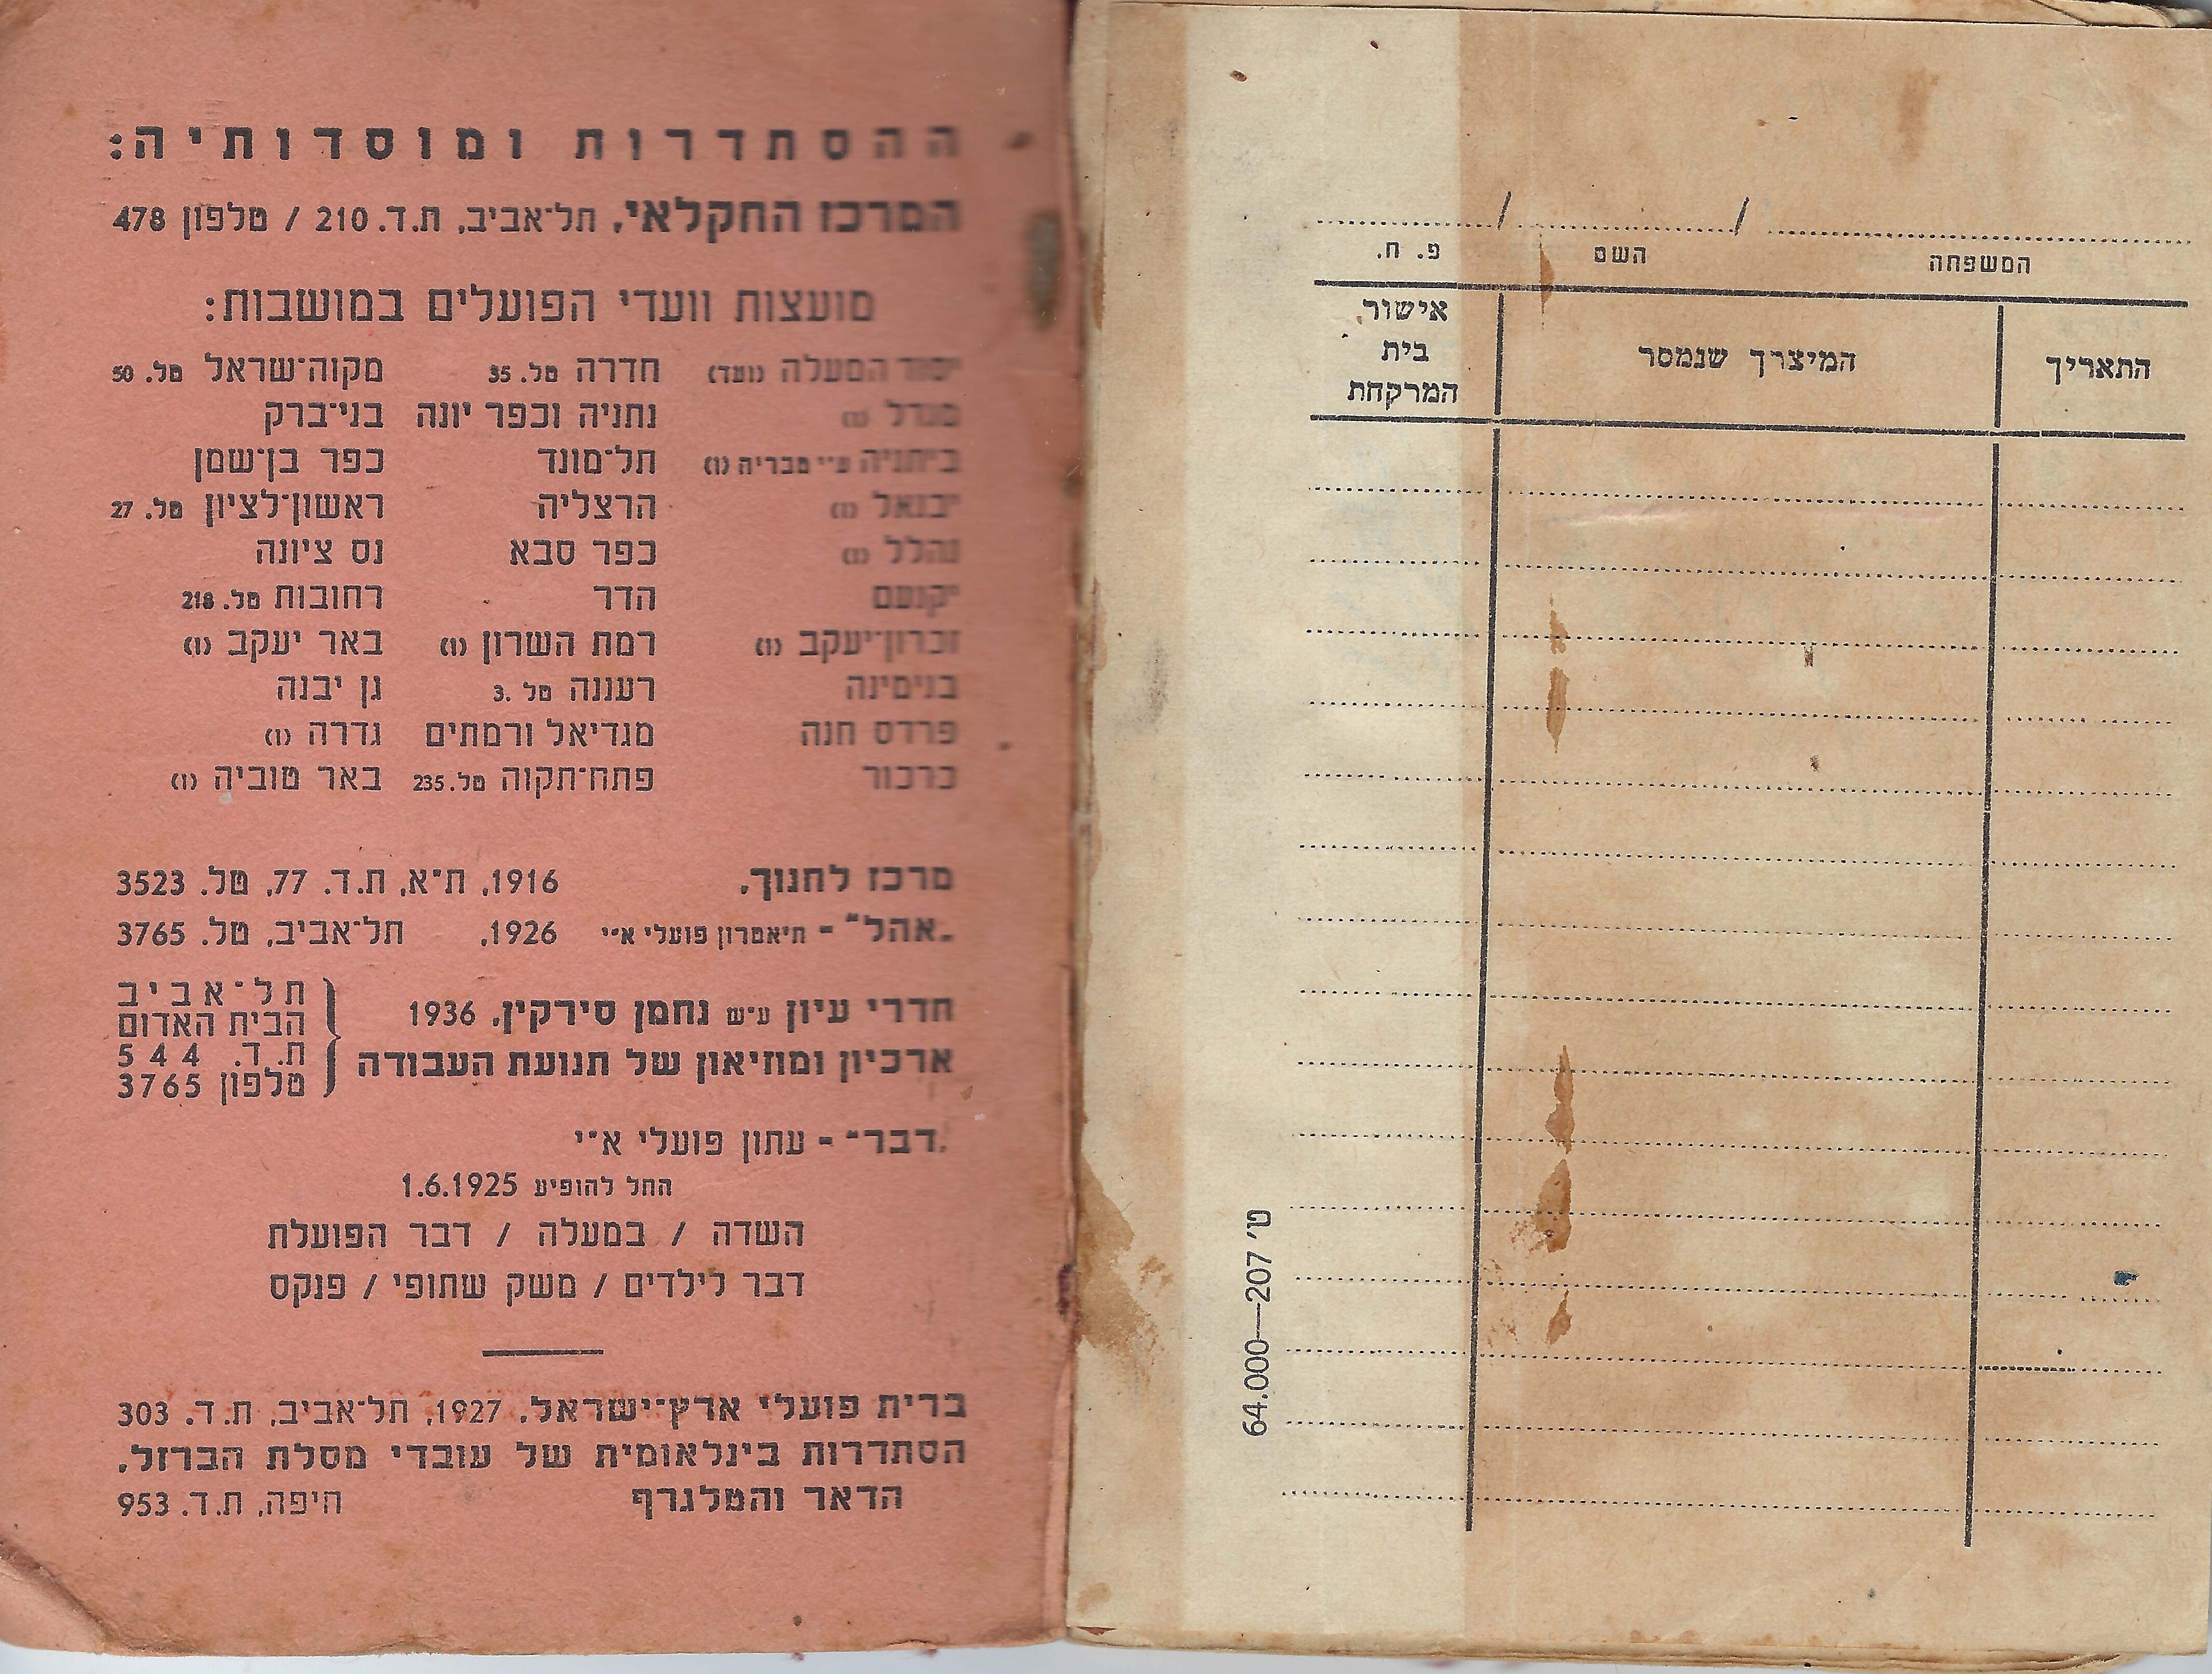 ההסתדרות ומוסדותיה:
המרכז החקלאי, תל־אביב, ת.ד. 210 / טלפון 478
מועצות וועדי הפועלים במושבות:
יסוד המעלה (ועד) חדרה טל. 35 מקוה־שראל טל. 50
מגדל (ו) נתניה וכפר יונה בני־ברק
ביתניה ע״י טבריה (ו) תל־מונד כפר בן־שמן
יבנאל (ו) הרצליה ראשון־לציון טל. 27
נהלל (ו) כפר סבא נס ציונה
יקנעם הדר רחובות טל. 218
זכרון־יעקב (ו) רמת השרון (ו) באר יעקב (ו)
בנימינה רעננה טל. 3 גן יבנה
פרדס חנה מגדיאל ורמתים גדרה (ו)
כרכור פתח־תקוה טל. 235 באר טוביה (ו)
מרכז לחנוך, 1916, ת״א, ת.ד. 77, טל. 3523
„אהל״ - תיאטרון פועלי א״י 1926, תל־אביב, טל. 3765
חדרי עיון ע״ש נחמן סירקין, 1936
ארכיון ומוזיאון של תנועת העבודה
תל־אביב
הבית האדום
ת. ד. 544
טלפון 3765
„דבר״ - עתון פועלי א״י
החל להופיע 1.6.1925
השדה / במעלה / דבר הפועלת
דבר לילדים / משק שתופי / פנקס
ברית פועלי ארץ־ישראל, 1927, תל־אביב, ת. ד. 303
הסתדרות בינלאומית של עובדי מסלת הברזל,
הדאר והטלגרף חיפה, ת.ד. 953
המשפחה / השם / פ. ח.
התאריך המיצרך שנמסר אישור בית המרקחת
ט׳ 207—64.000